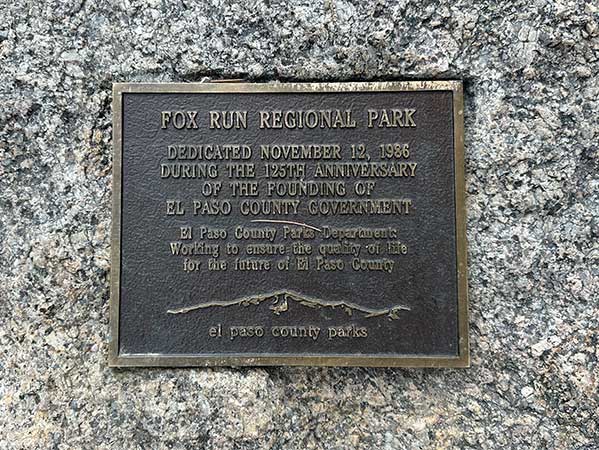 FOX RUN REGIONAL PARK
DEDICATED NOVEMBER 12, 1986
DURING THE 125TH ANNIVERSARY
OF THE FOUNDING OF
EL PASO COUNTY GOVERNMENT
El Paso County Parks Department:
Working to ensure the quality of life
for the future of El Paso County
el paso county parks